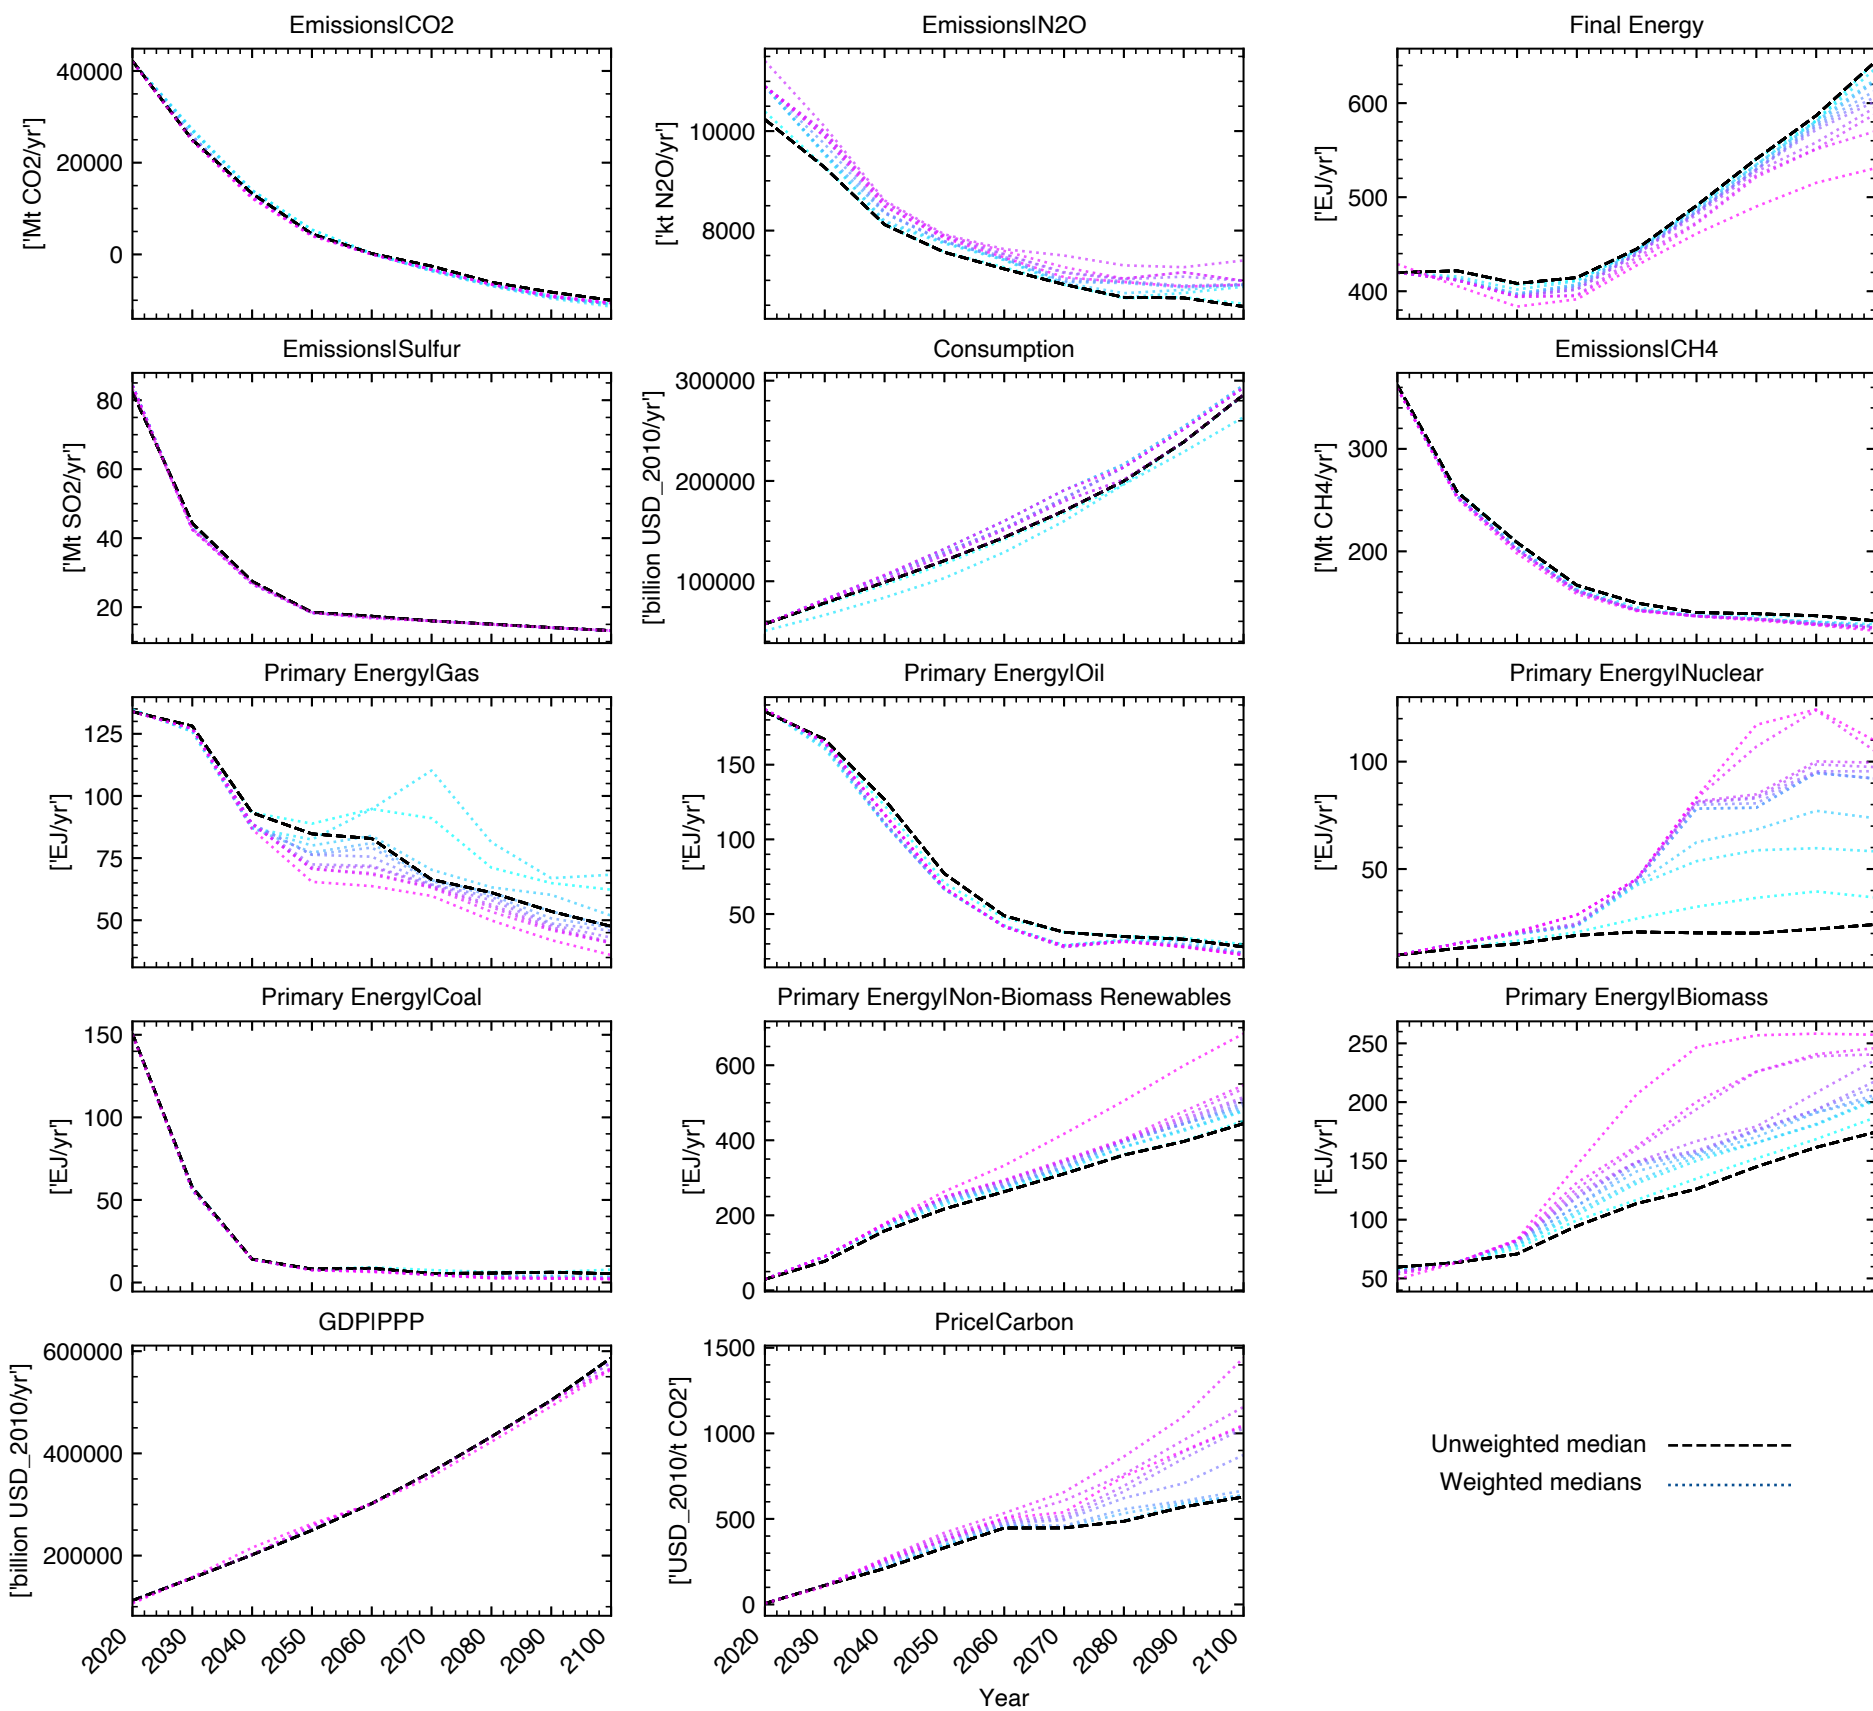 Emissions|CO2
Emissions|N2O
Final Energy
40000
20000
0
['Mt CO2/yr']
10000
8000
['kt N2O/yr']
600
500
400
['EJ/yr']
Emissions|Sulfur
Consumption
Emissions|CH4
80
60
40
20
['Mt SO2/yr']
300000
200000
100000
['billion USD_2010/yr']
300
200
['Mt CH4/yr']
Primary Energy|Gas
Primary Energy|Oil
Primary Energy|Nuclear
125
100
75
50
['EJ/yr']
150
100
50
['EJ/yr']
100
50
['EJ/yr']
Primary Energy|Coal
Primary Energy|Non-Biomass Renewables
Primary Energy|Biomass
150
100
50
0
['EJ/yr']
600
400
200
0
['EJ/yr']
250
200
150
100
50
['EJ/yr']
GDP|PPP
Price|Carbon
600000
400000
200000
['billion USD_2010/yr']
1500
1000
500
0
['USD_2010/t CO2']
Unweighted median
Weighted medians
2020 2030 2040 2050 2060 2070 2080 2090 2100
2020 2030 2040 2050 2060 2070 2080 2090 2100
Year